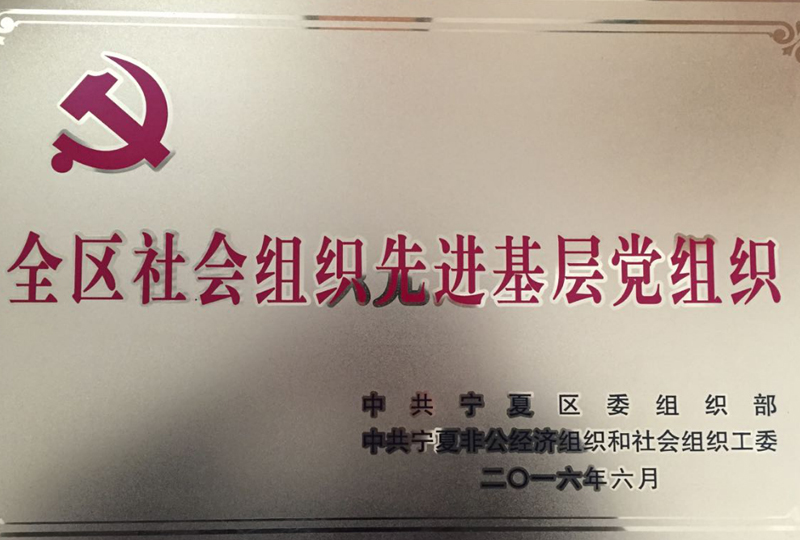 全区社会组织先进基层党组织
中共宁夏区委组织部
中共宁夏非公经济组织和社会组织工委
二〇一六年六月